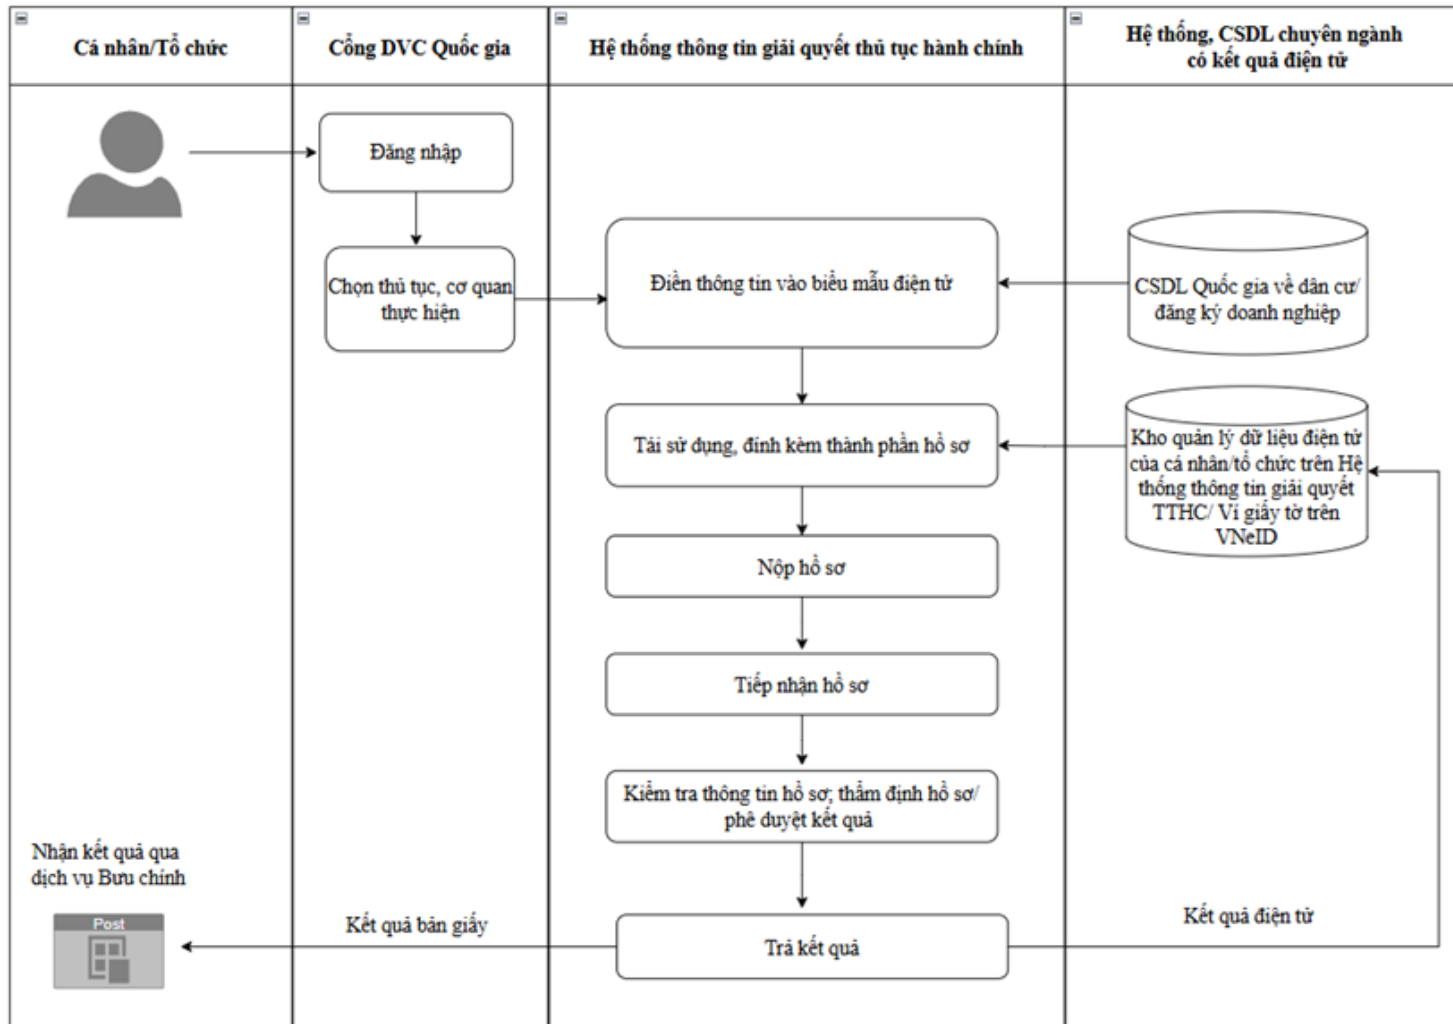 Cá nhân/Tổ chức
Cổng DVC Quốc gia
Hệ thống thông tin giải quyết thủ tục hành chính
Hệ thống, CSDL chuyên ngành
có kết quả điện tử
Đăng nhập
Chọn thủ tục, cơ quan
thực hiện
Điền thông tin vào biểu mẫu điện tử
CSDL Quốc gia về dân cư/
đăng ký doanh nghiệp
Tái sử dụng, đính kèm thành phần hồ sơ
Kho quản lý dữ liệu điện tử
của cá nhân/tổ chức trên Hệ
thống thông tin giải quyết
TTHC/ Ví giấy tờ trên
VNeID
Nộp hồ sơ
Tiếp nhận hồ sơ
Kiểm tra thông tin hồ sơ; thẩm định hồ sơ/
phê duyệt kết quả
Nhận kết quả qua
dịch vụ Bưu chính
Post
Kết quả bản giấy
Trả kết quả
Kết quả điện tử